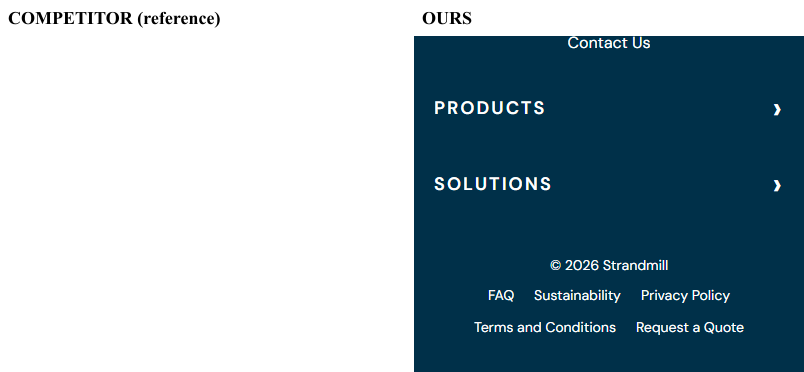 COMPETITOR (reference)
OURS
Contact Us
PRODUCTS
SOLUTIONS
© 2026 Strandmill
FAQ Sustainability Privacy Policy
Terms and Conditions Request a Quote